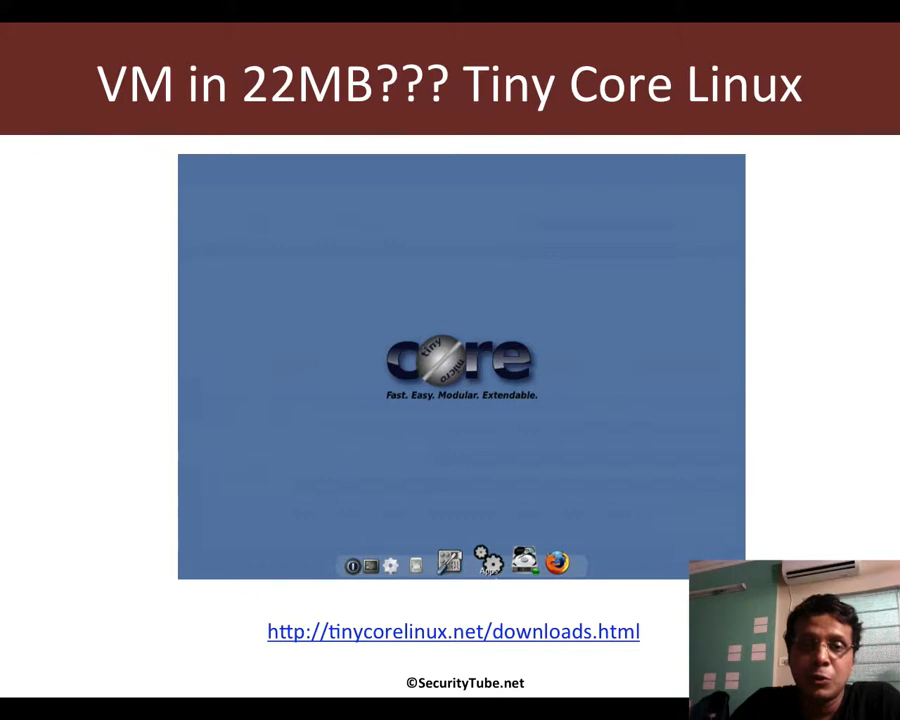 VM in 22MB??? Tiny Core Linux
core
tiny
micro
Fast. Easy. Modular. Extendable.
Apps
http://tinycorelinux.net/downloads.html
©SecurityTube.net